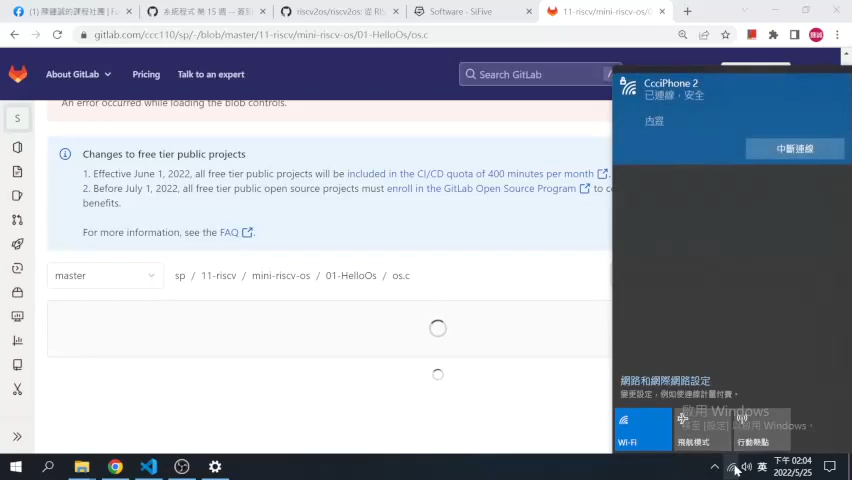 (1) 陳鍾誠的課程社團 | Fa
系統程式 第 15 週 -- 簽到
riscv2os/riscv2os: 從 RIS
Software - SiFive
11-riscv/mini-riscv-os/0
gitlab.com/ccc110/sp/-/blob/master/11-riscv/mini-riscv-os/01-HelloOs/os.c
About GitLab
Pricing
Talk to an expert
Search GitLab
/
An error occurred while loading the blob controls.
S
Changes to free tier public projects
1. Effective June 1, 2022, all free tier public projects will be included in the CI/CD quota of 400 minutes per month
2. Before July 1, 2022, all free tier public open source projects must enroll in the GitLab Open Source Program to co
benefits.
For more information, see the FAQ.
master
sp / 11-riscv / mini-riscv-os / 01-HelloOs / os.c
CcciPhone 2
已連線，安全
內容
中斷連線
網路和網際網路設定
變更設定，例如使連線計量付費。
啟用 Windows
移至 [設定] 以啟用 Windows。
Wi-Fi
飛航模式
行動熱點
英
下午 02:04
2022/5/25